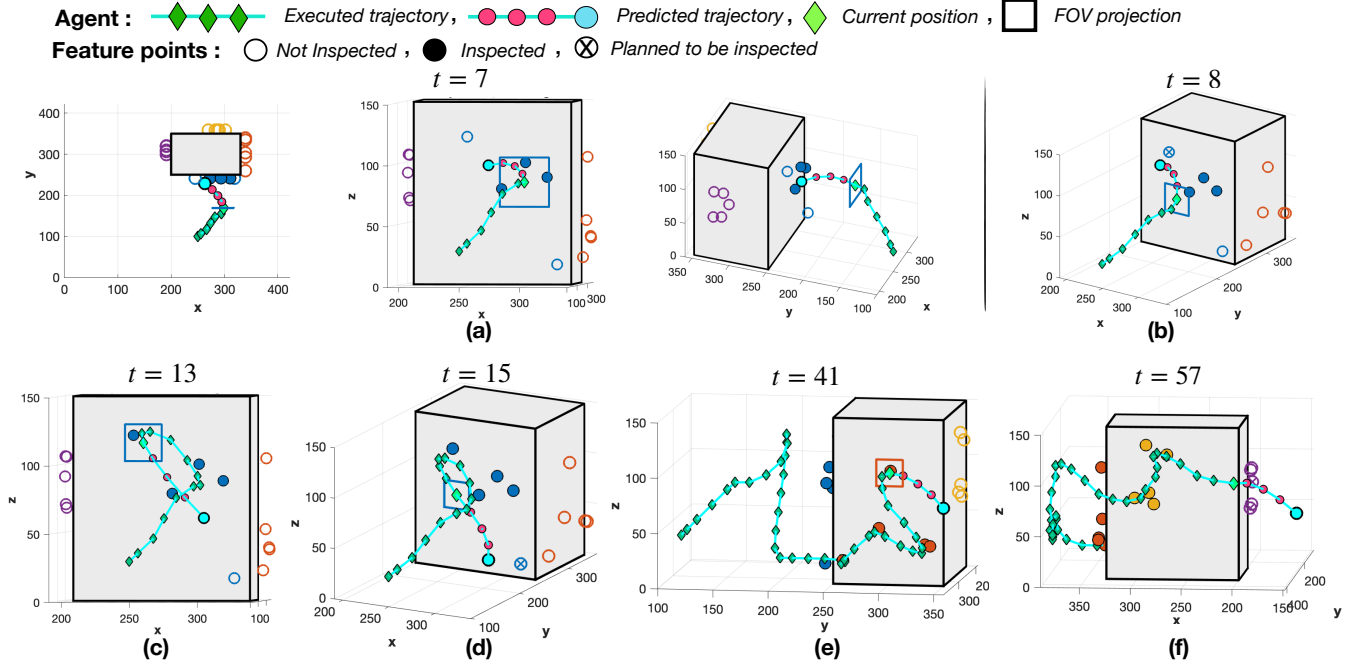 Agent : Executed trajectory , Predicted trajectory , Current position , FOV projection
Feature points : Not Inspected , Inspected , Planned to be inspected
t = 7
t = 8
400
300
200
100
0
y
0 100 200 300 400
x
150
100
50
0
z
200 250 300 100 300
x
(a)
150
100
50
0
z
350 300 250 200 150 100
y
200 250 300
x
150
100
50
0
z
200 200 100
x
200 300
y
(b)
t = 13
t = 15
t = 41
t = 57
150
100
50
0
z
200 250 300 100
x
(c)
150
100
50
0
z
200 200 100
x
200 300
y
(d)
150
100
50
0
z
100 150 200 250 300 350
y
300 20
(e)
150
100
50
0
z
350 300 250 200 150
x
400 200
y
(f)